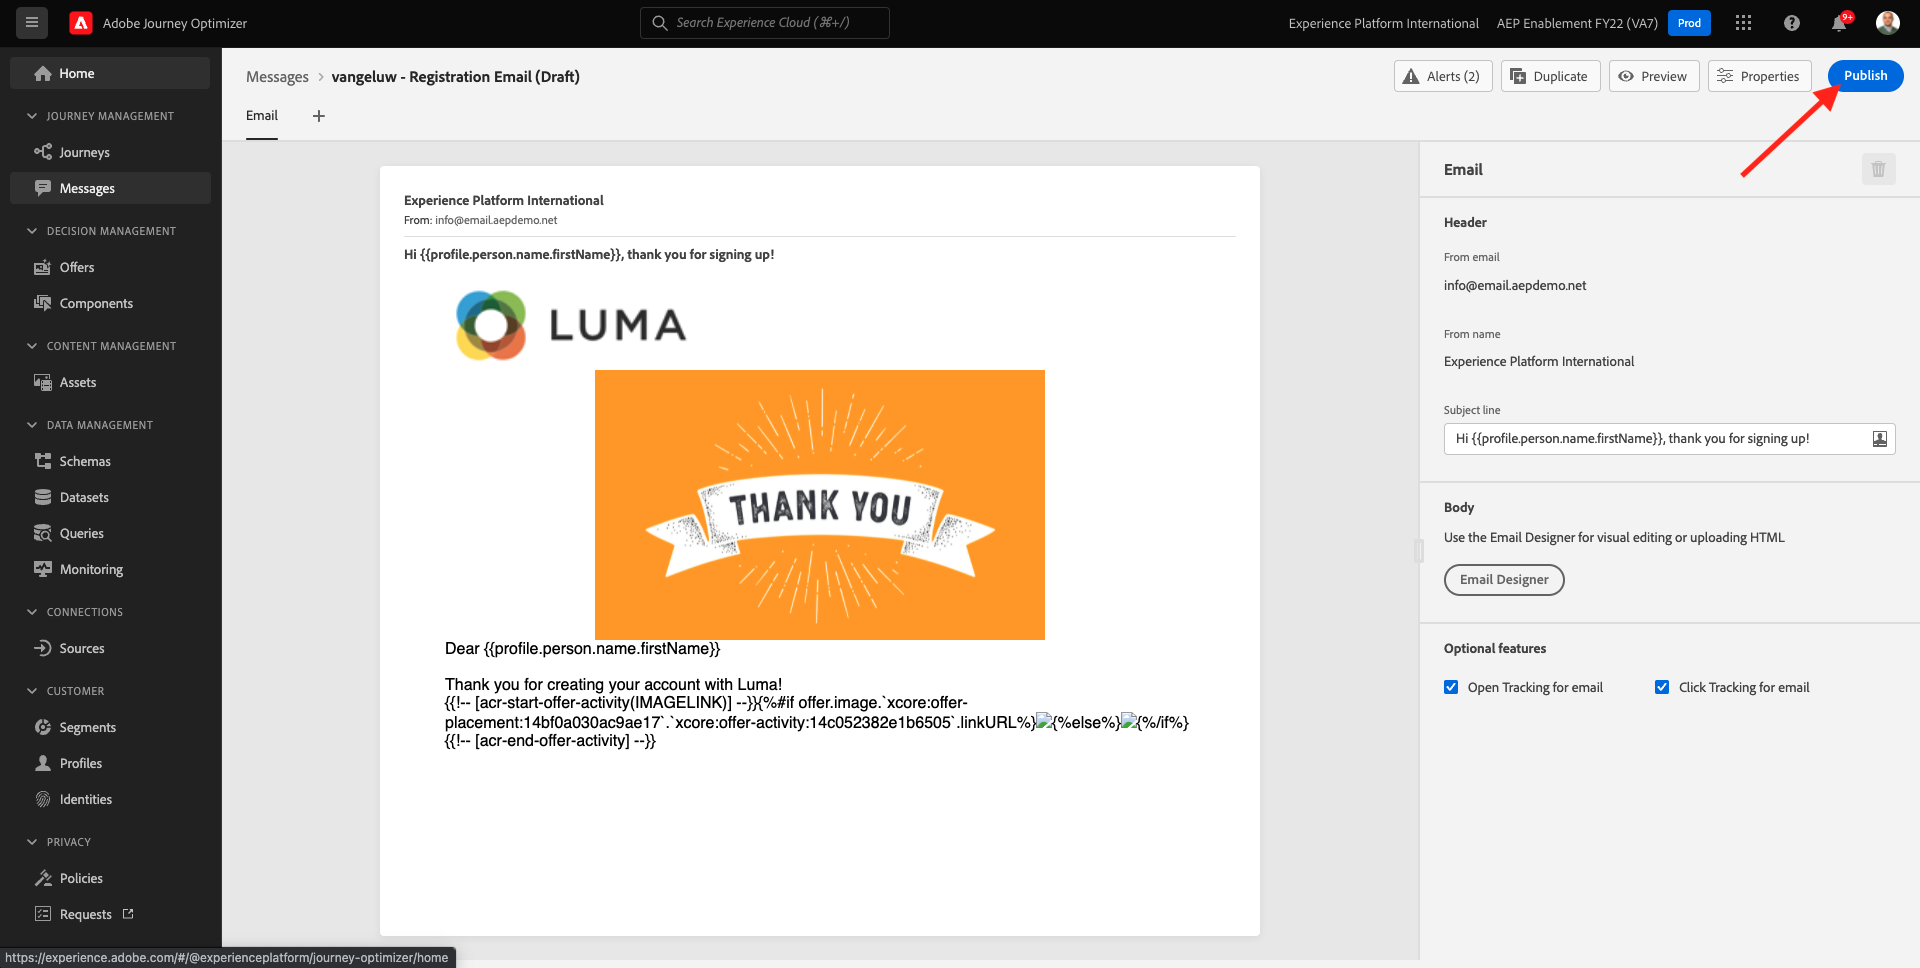 Adobe Journey Optimizer
Search Experience Cloud (⌘+/)
Experience Platform International
AEP Enablement FY22 (VA7)
Prod
9+
Home
JOURNEY MANAGEMENT
Journeys
Messages
DECISION MANAGEMENT
Offers
Components
CONTENT MANAGEMENT
Assets
DATA MANAGEMENT
Schemas
Datasets
Queries
Monitoring
CONNECTIONS
Sources
CUSTOMER
Segments
Profiles
Identities
PRIVACY
Policies
Requests
https://experience.adobe.com/#/@experienceplatform/journey-optimizer/home
Messages > vangeluw - Registration Email (Draft)
Alerts (2)
Duplicate
Preview
Properties
Publish
Email
+
Experience Platform International
From: info@email.aepdemo.net
Hi {{profile.person.name.firstName}}, thank you for signing up!
LUMA
THANK YOU
Dear {{profile.person.name.firstName}}
Thank you for creating your account with Luma!
{{!-- [acr-start-offer-activity(IMAGELINK)] --}}{%#if offer.image.`xcore:offer-
placement:14bf0a030ac9ae17`.`xcore:offer-activity:14c052382e1b6505`.linkURL%}{%else%}{%/if%}
{{!-- [acr-end-offer-activity] --}}
Email
Header
From email
info@email.aepdemo.net
From name
Experience Platform International
Subject line
Hi {{profile.person.name.firstName}}, thank you for signing up!
Body
Use the Email Designer for visual editing or uploading HTML
Email Designer
Optional features
Open Tracking for email
Click Tracking for email